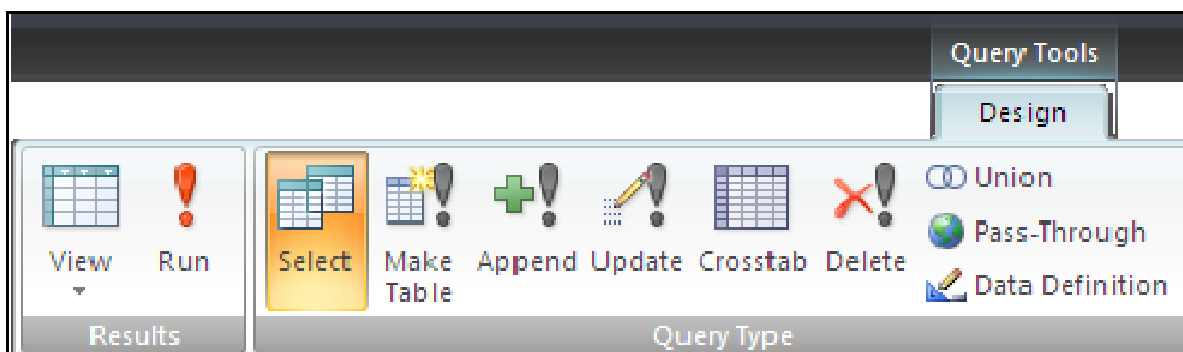 Query Tools
Design
View
Run
Select
Make Table
Append
Update
Crosstab
Delete
Union
Pass-Through
Data Definition
Results
Query Type